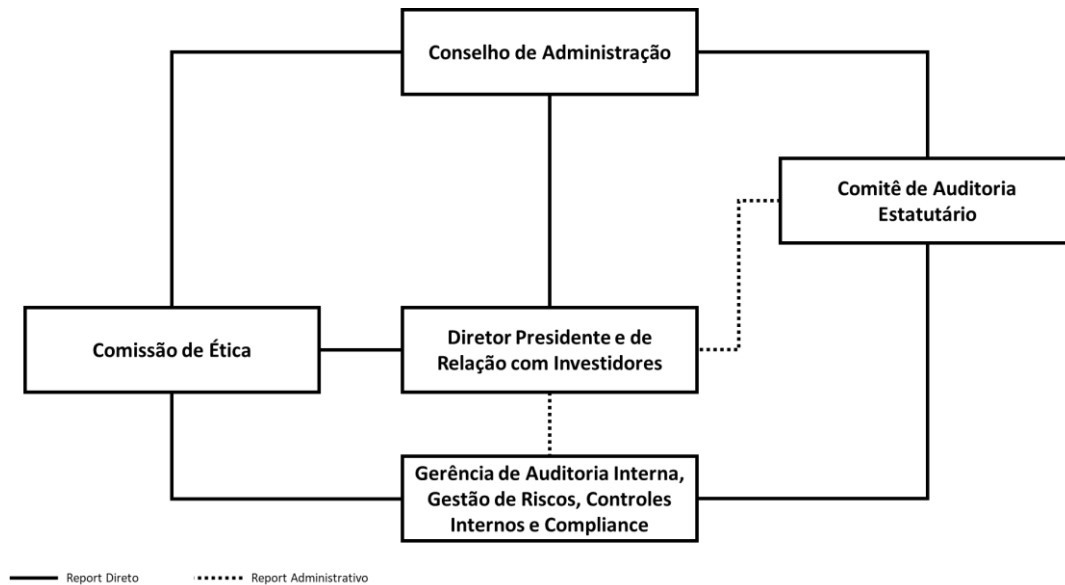 Conselho de Administração
Comitê de Auditoria
Estatutário
Comissão de Ética
Diretor Presidente e de
Relação com Investidores
Gerência de Auditoria Interna,
Gestão de Riscos, Controles
Internos e Compliance
Report Direto
Report Administrativo